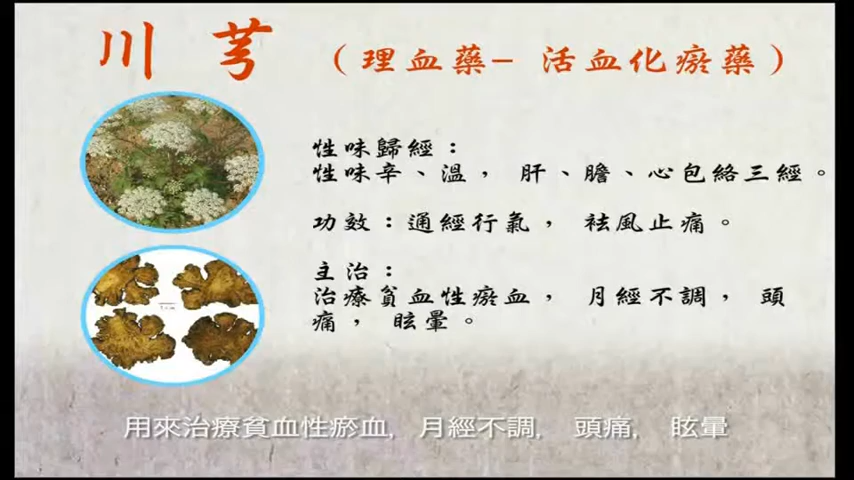 川芎 （理血藥- 活血化瘀藥）
性味歸經：
性味辛、溫， 肝、膽、心包絡三經。
功效：通經行氣， 祛風止痛。
主治：
治療貧血性瘀血， 月經不調， 頭
痛， 眩暈。
用來治療貧血性瘀血, 月經不調, 頭痛, 眩暈